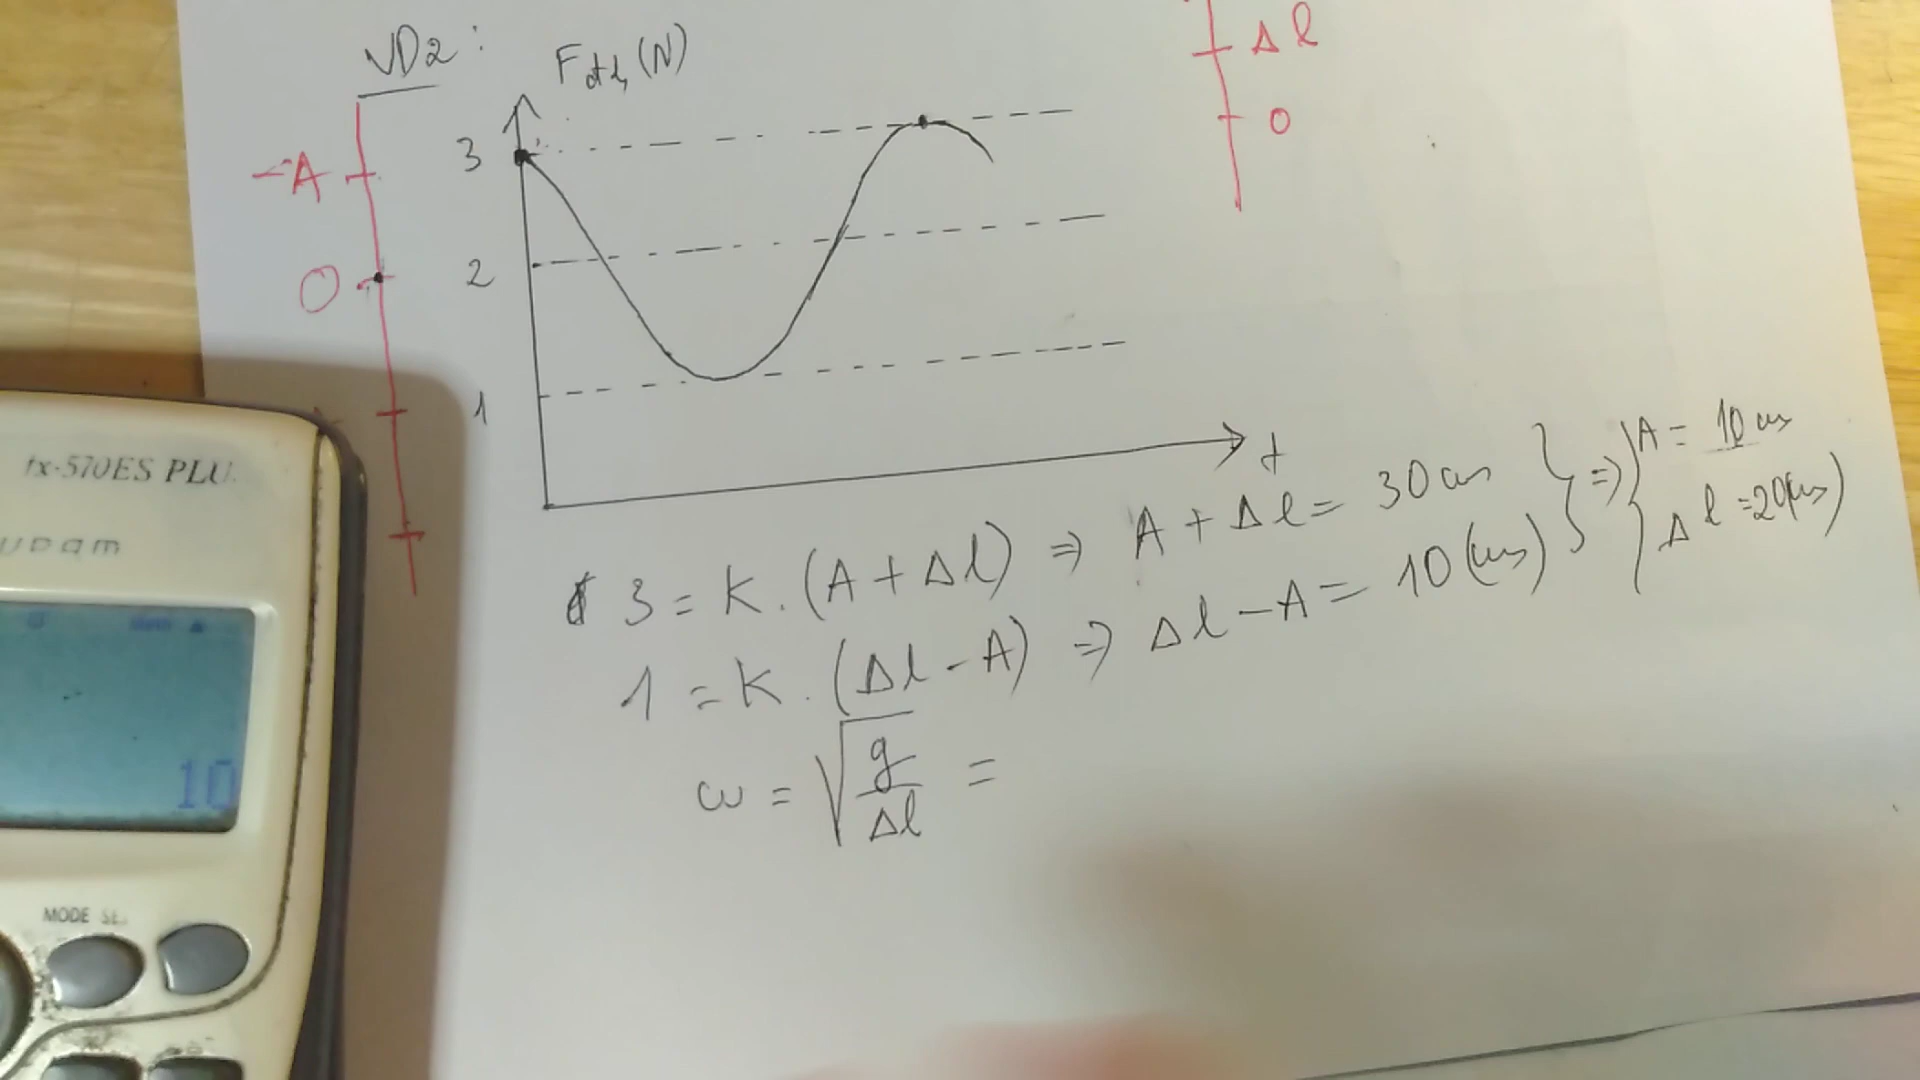 VD2:
Fđh (N)
Δl
O
3
-A
2
O
1
t
3 = K.(A + Δl) => A + Δl = 30 cm } => { A = 10 cm
1 = K.(Δl - A) => Δl - A = 10 (cm) Δl = 20(cm)
ω = √(g/Δl) =
fx-570ES PLU
10
MODE